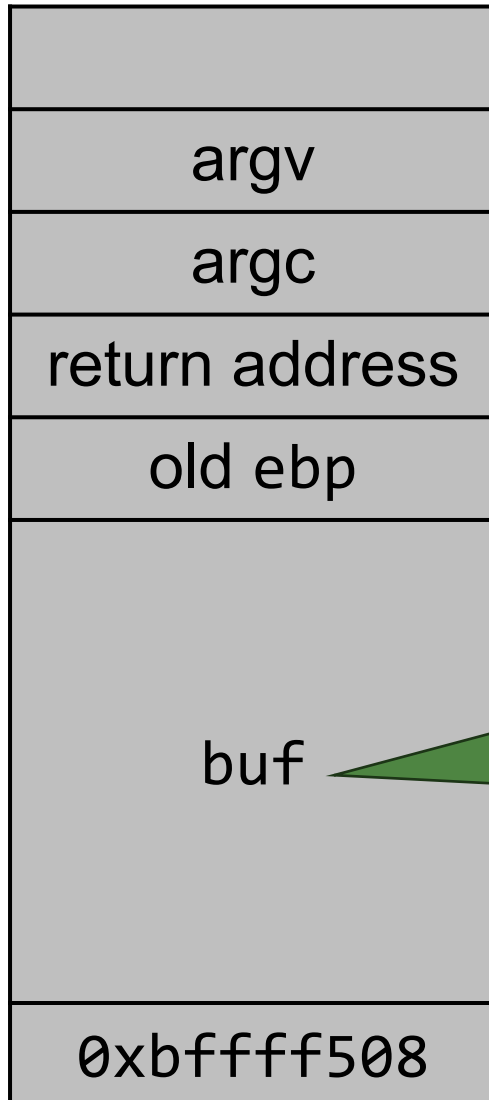 argv
argc
return address
old ebp
buf
0xbffff508